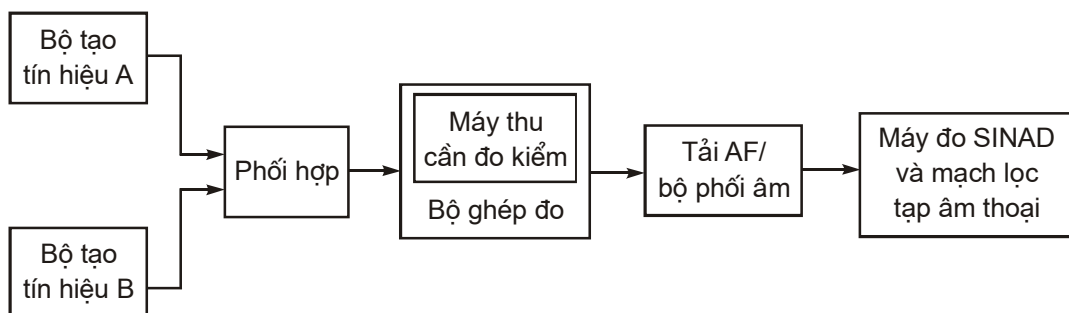 Bộ tạo
tín hiệu A
Bộ tạo
tín hiệu B
Phối hợp
Máy thu
cần đo kiểm
Bộ ghép đo
Tải AF/
bộ phối âm
Máy đo SINAD
và mạch lọc
tạp âm thoại